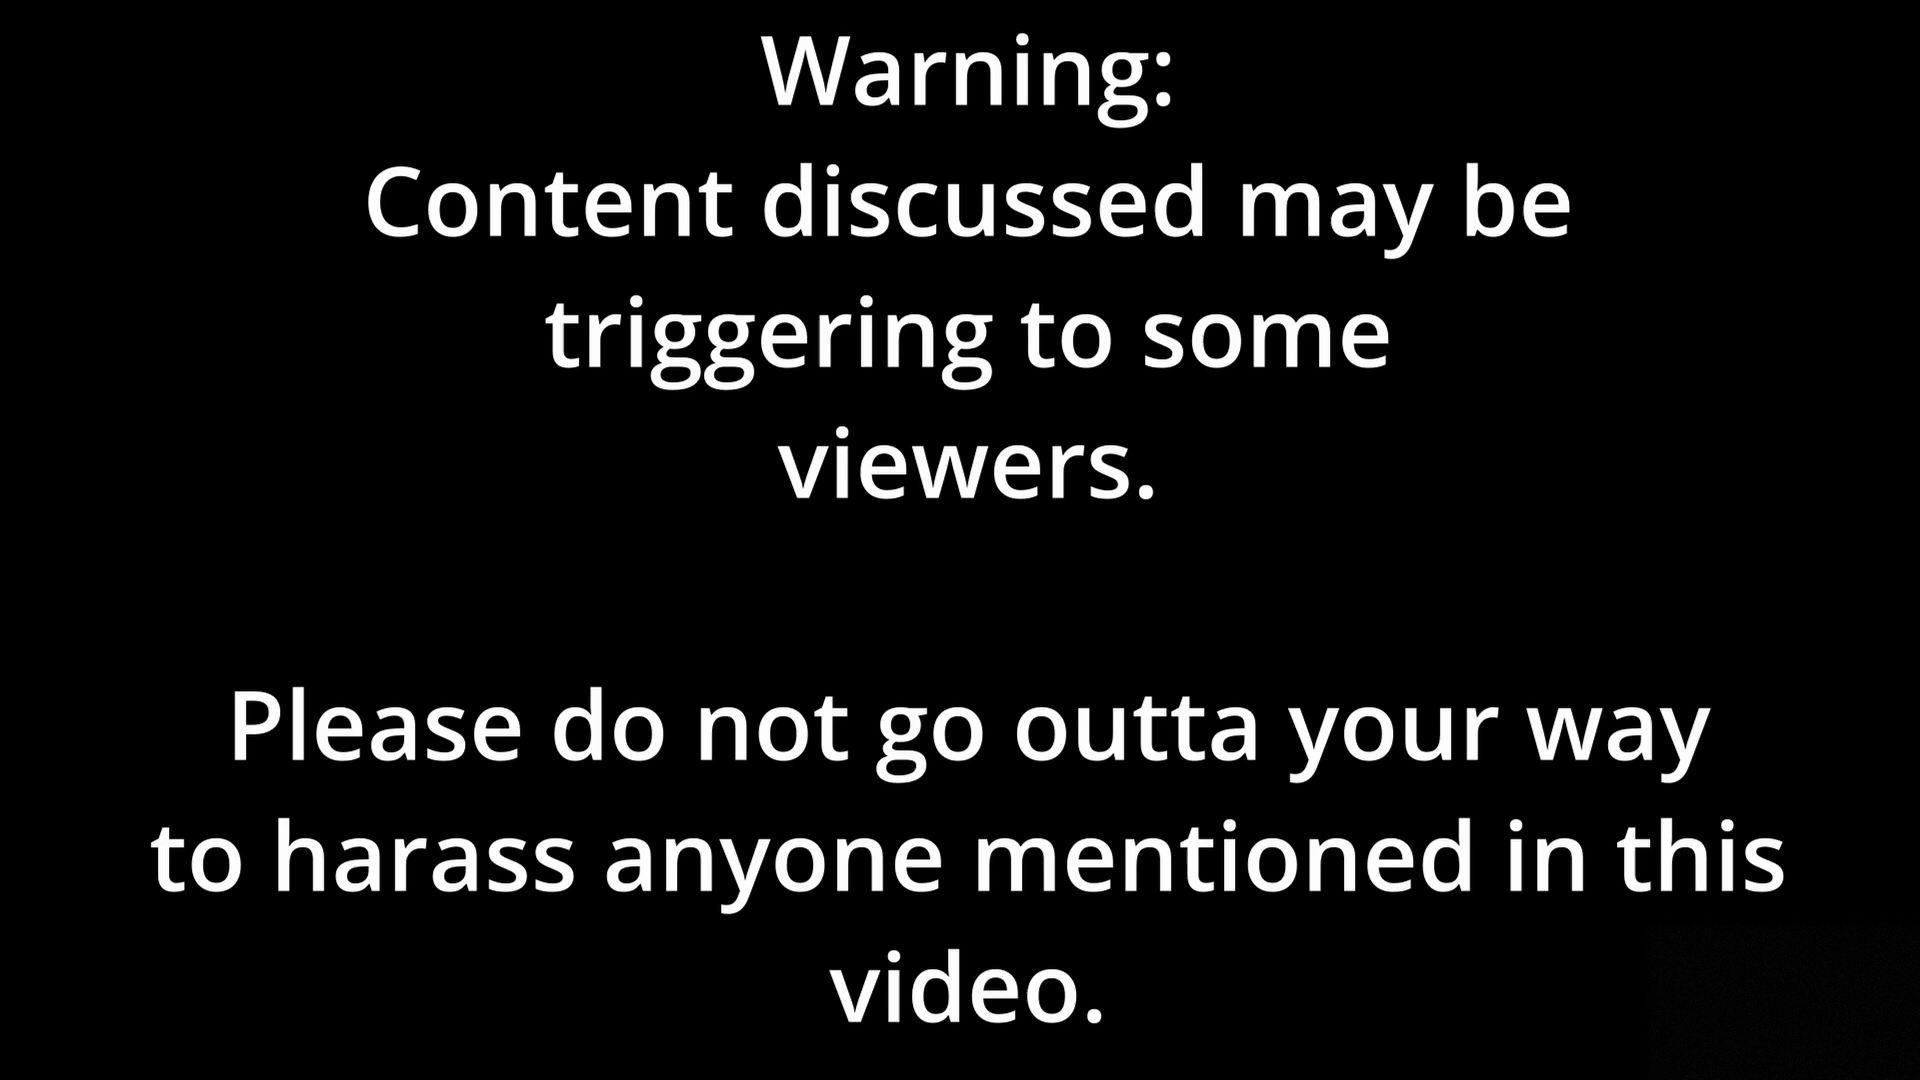 Warning:
Content discussed may be
triggering to some
viewers.
Please do not go outta your way
to harass anyone mentioned in this
video.